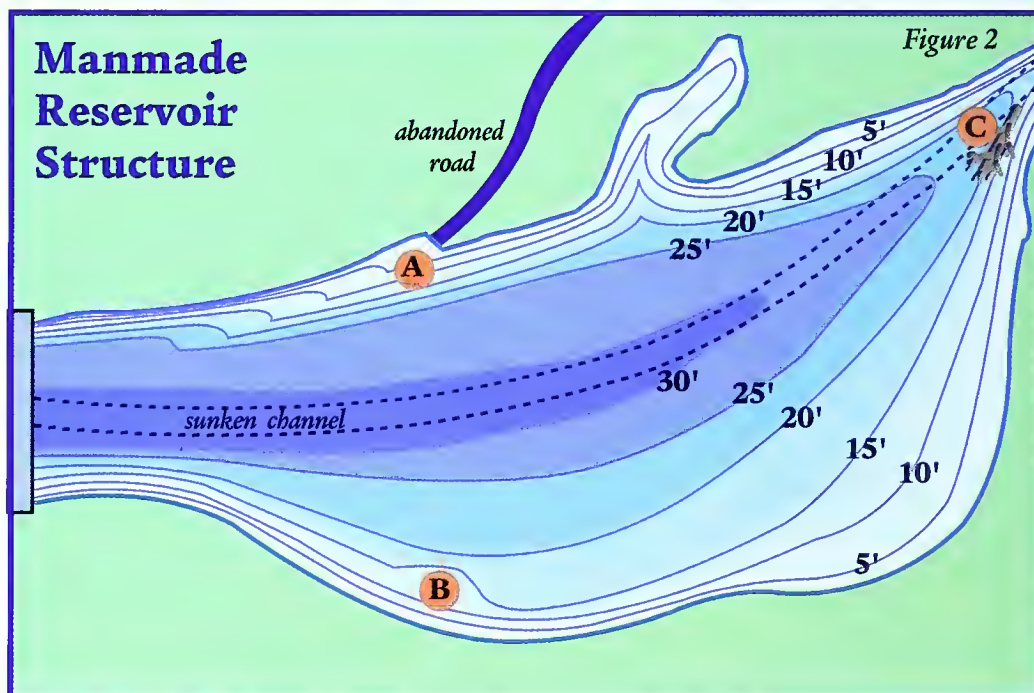 Manmade
Reservoir
Structure
Figure 2
abandoned
road
5'
10'
15'
20'
25'
C
A
30'
25'
20'
15'
10'
5'
sunken channel
B